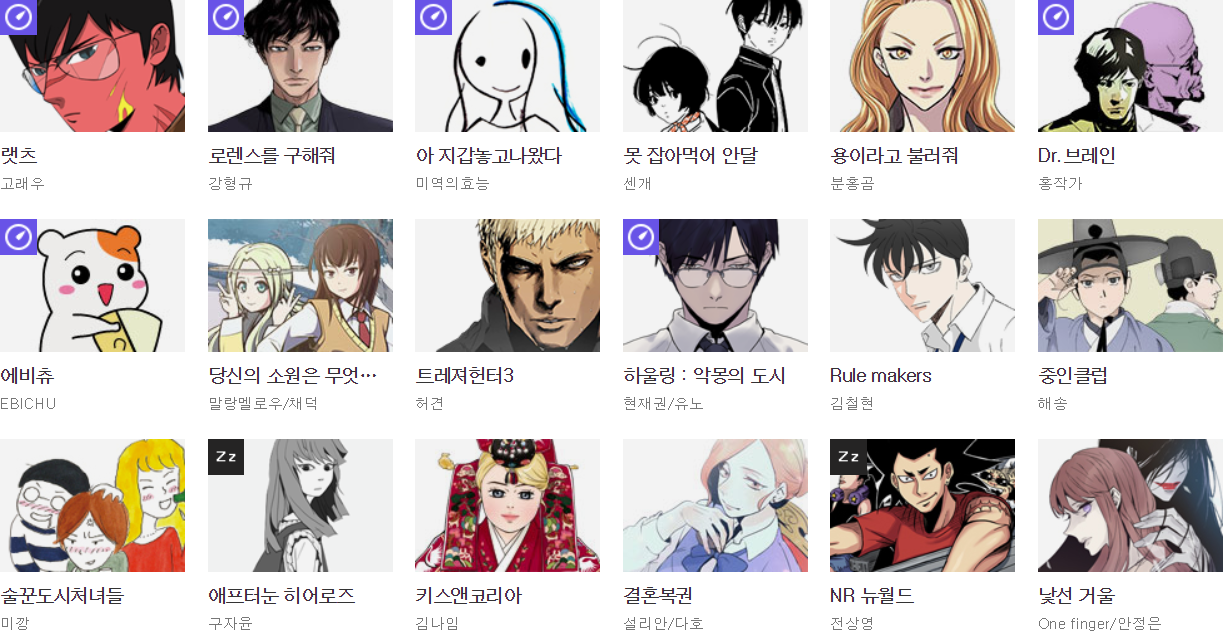 랫츠
고래우
로렌스를 구해줘
강형규
아 지갑놓고나왔다
미역의효능
못 잡아먹어 안달
센개
용이라고 불러줘
분홍곰
Dr. 브레인
홍작가
에비츄
EBICHU
당신의 소원은 무엇…
말랑멜로우/채덕
트레져헌터3
허견
하울링 : 악몽의 도시
현재권/유노
Rule makers
김철현
중인클럽
해송
술꾼도시처녀들
미깡
Zz
애프터눈 히어로즈
구자윤
키스앤코리아
김나임
결혼복권
설리안/다호
Zz
NR 뉴월드
전상영
낯선 거울
One finger/안정은